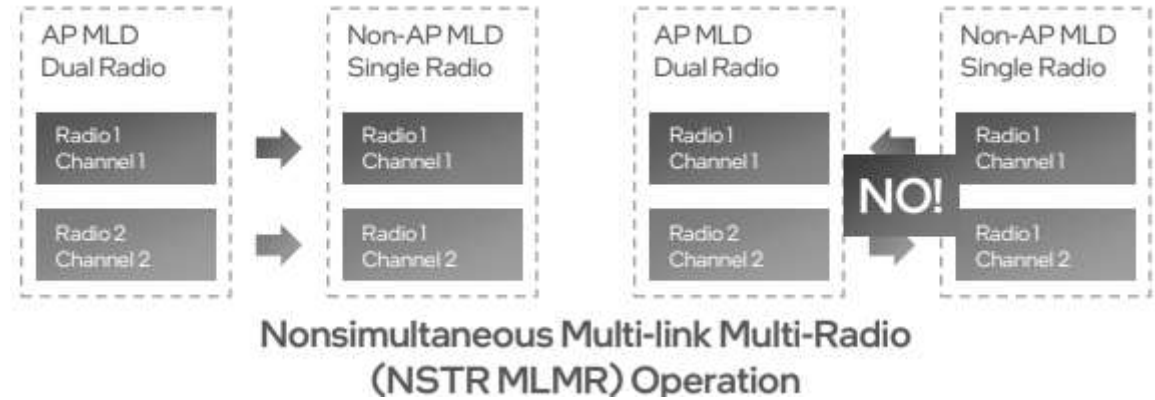 AP MLD
Dual Radio
Radio 1
Channel 1
Radio 2
Channel 2
Non-AP MLD
Single Radio
Radio 1
Channel 1
Radio 1
Channel 2
AP MLD
Dual Radio
Radio 1
Channel 1
Radio 2
Channel 2
NO!
Non-AP MLD
Single Radio
Radio 1
Channel 1
Radio 1
Channel 2
Nonsimultaneous Multi-link Multi-Radio
(NSTR MLMR) Operation